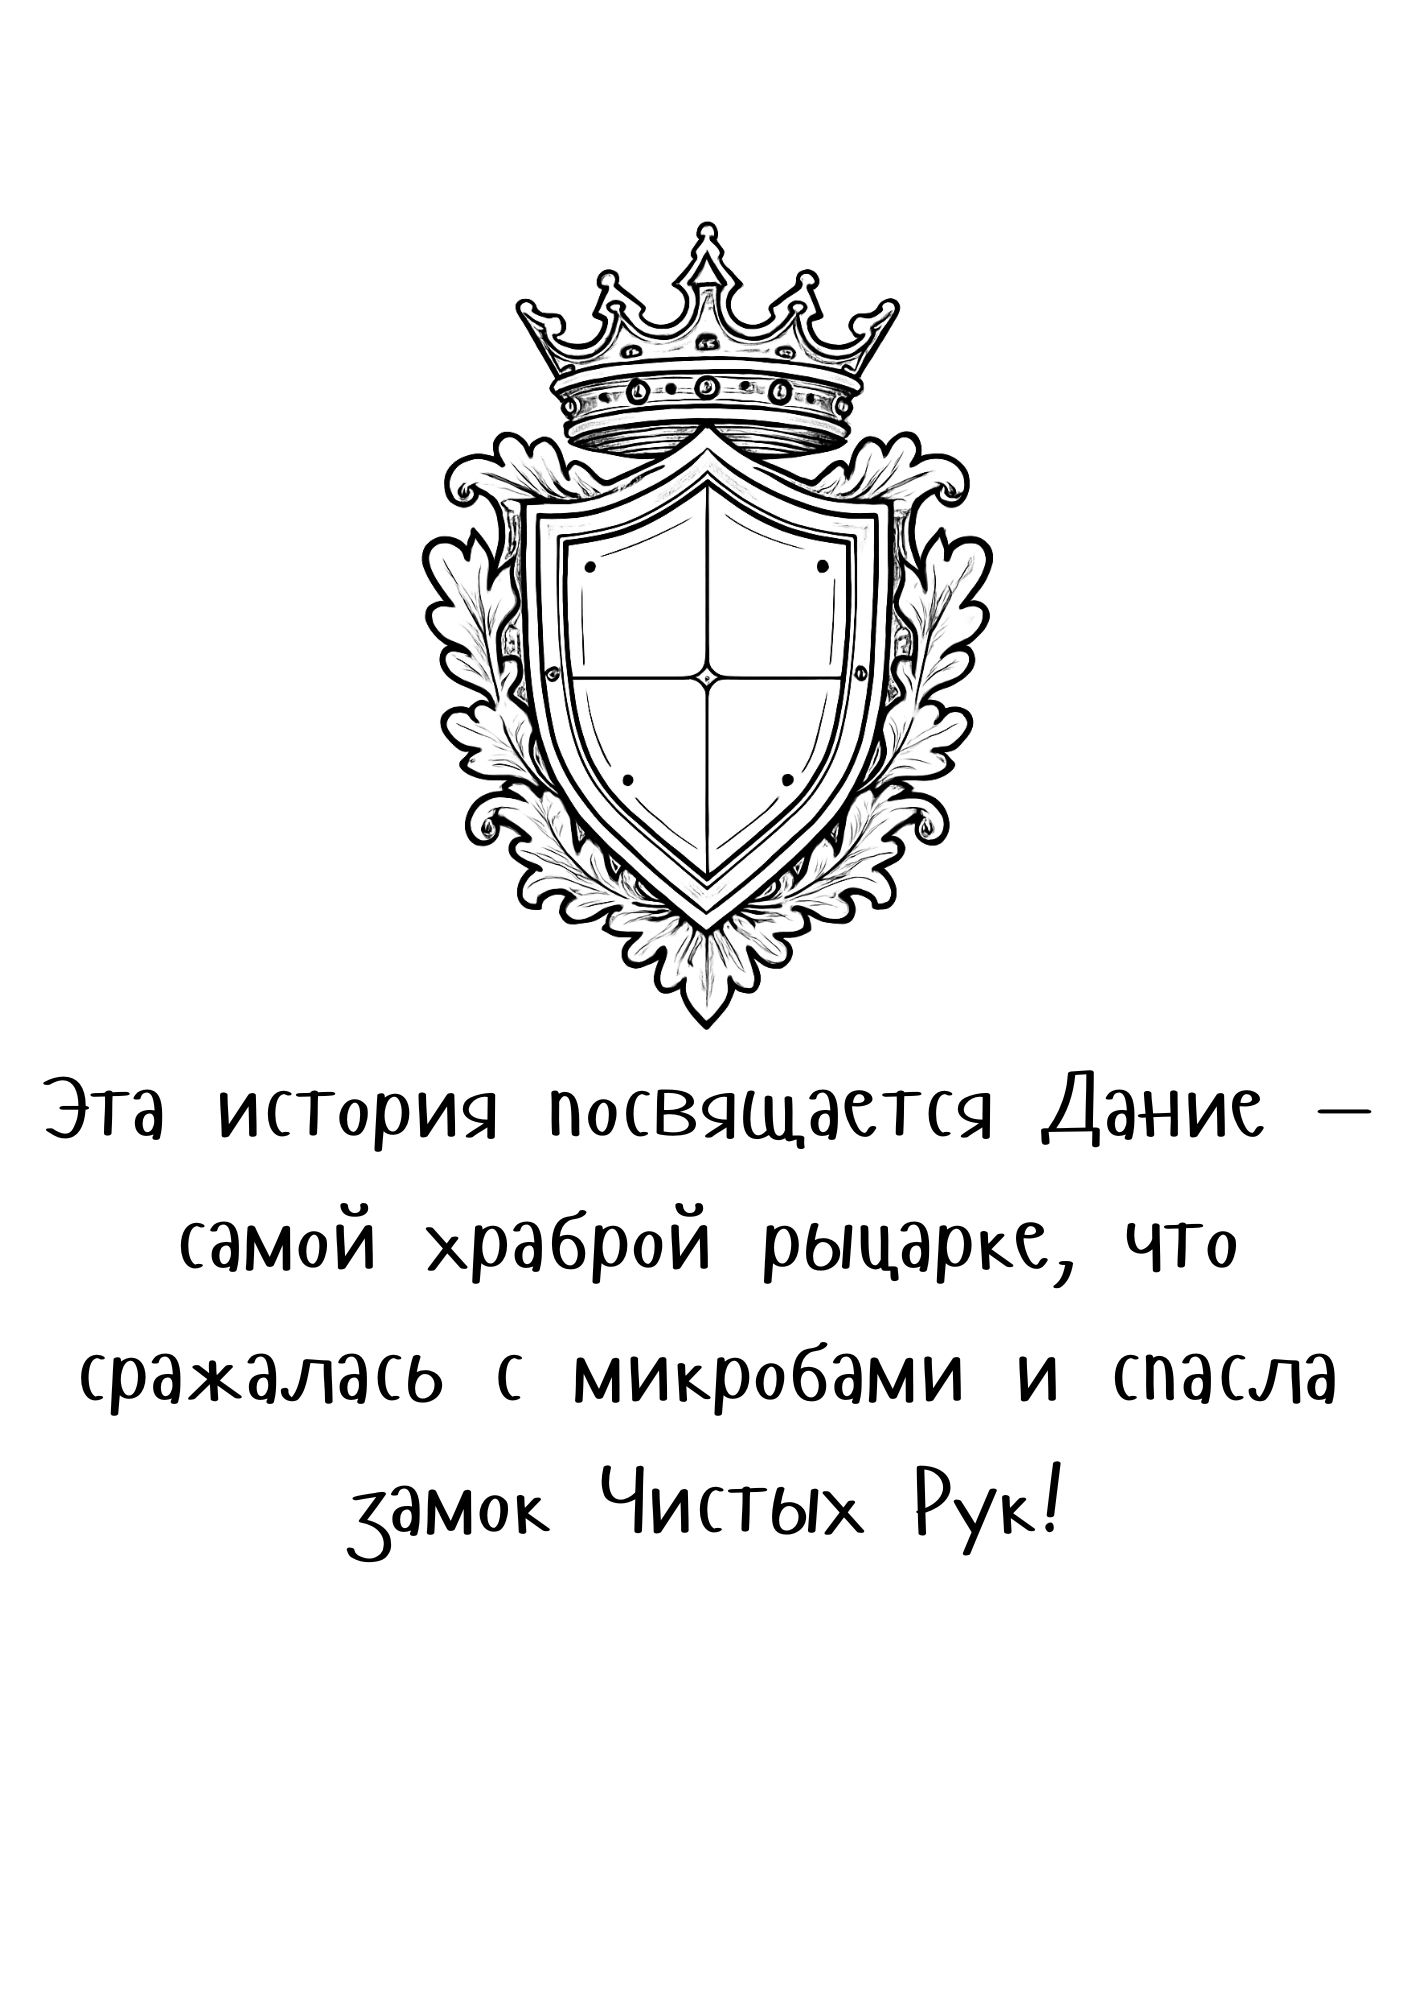 Эта история посвящается Дание —
самой храброй рыцарке, что
сражалась с микробами и спасла
замок Чистых Рук!